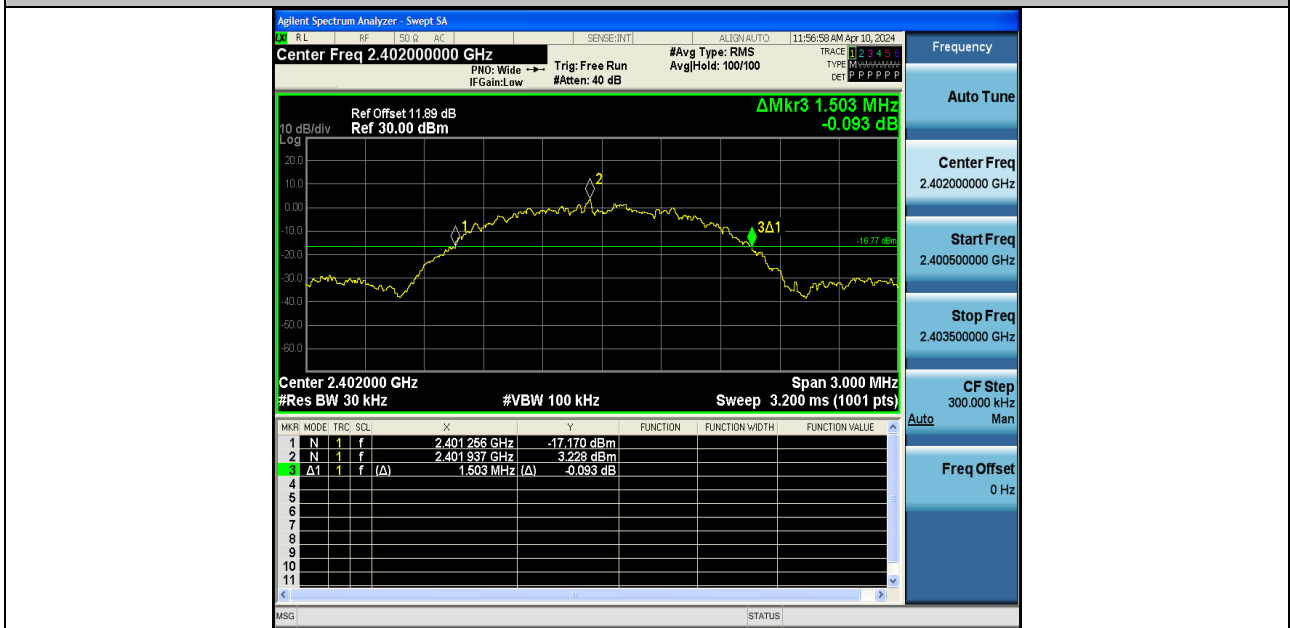 Agilent Spectrum Analyzer - Swept SA
RL RF 50 Ω AC SENSE:INT ALIGN AUTO 11:56:58 AM Apr 10, 2024
Center Freq 2.402000000 GHz
PNO: Wide
IFGain:Low
Trig: Free Run
#Atten: 40 dB
#Avg Type: RMS
Avg|Hold: 100/100
TRACE 1 2 3 4 5 6
TYPE M
DET P P P P P P
Ref Offset 11.89 dB
10 dB/div Ref 30.00 dBm
Log
ΔMkr3 1.503 MHz
-0.093 dB
20.0
10.0
0.00
-10.0
-20.0
-30.0
-40.0
-50.0
-60.0
1
2
3Δ1
-16.77 dBm
Center 2.402000 GHz Span 3.000 MHz
#Res BW 30 kHz #VBW 100 kHz Sweep 3.200 ms (1001 pts)
MKR MODE TRC SCL X Y FUNCTION FUNCTION WIDTH FUNCTION VALUE
1 N 1 f 2.401 256 GHz -17.170 dBm
2 N 1 f 2.401 937 GHz 3.228 dBm
3 Δ1 1 f (Δ) 1.503 MHz (Δ) -0.093 dB
4
5
6
7
8
9
10
11
MSG STATUS
Frequency
Auto Tune
Center Freq
2.402000000 GHz
Start Freq
2.400500000 GHz
Stop Freq
2.403500000 GHz
CF Step
300.000 kHz
Auto Man
Freq Offset
0 Hz